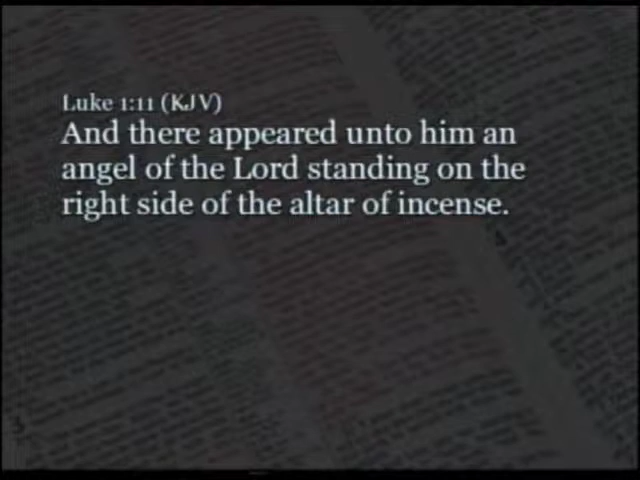 Luke 1:11 (KJV)
And there appeared unto him an
angel of the Lord standing on the
right side of the altar of incense.